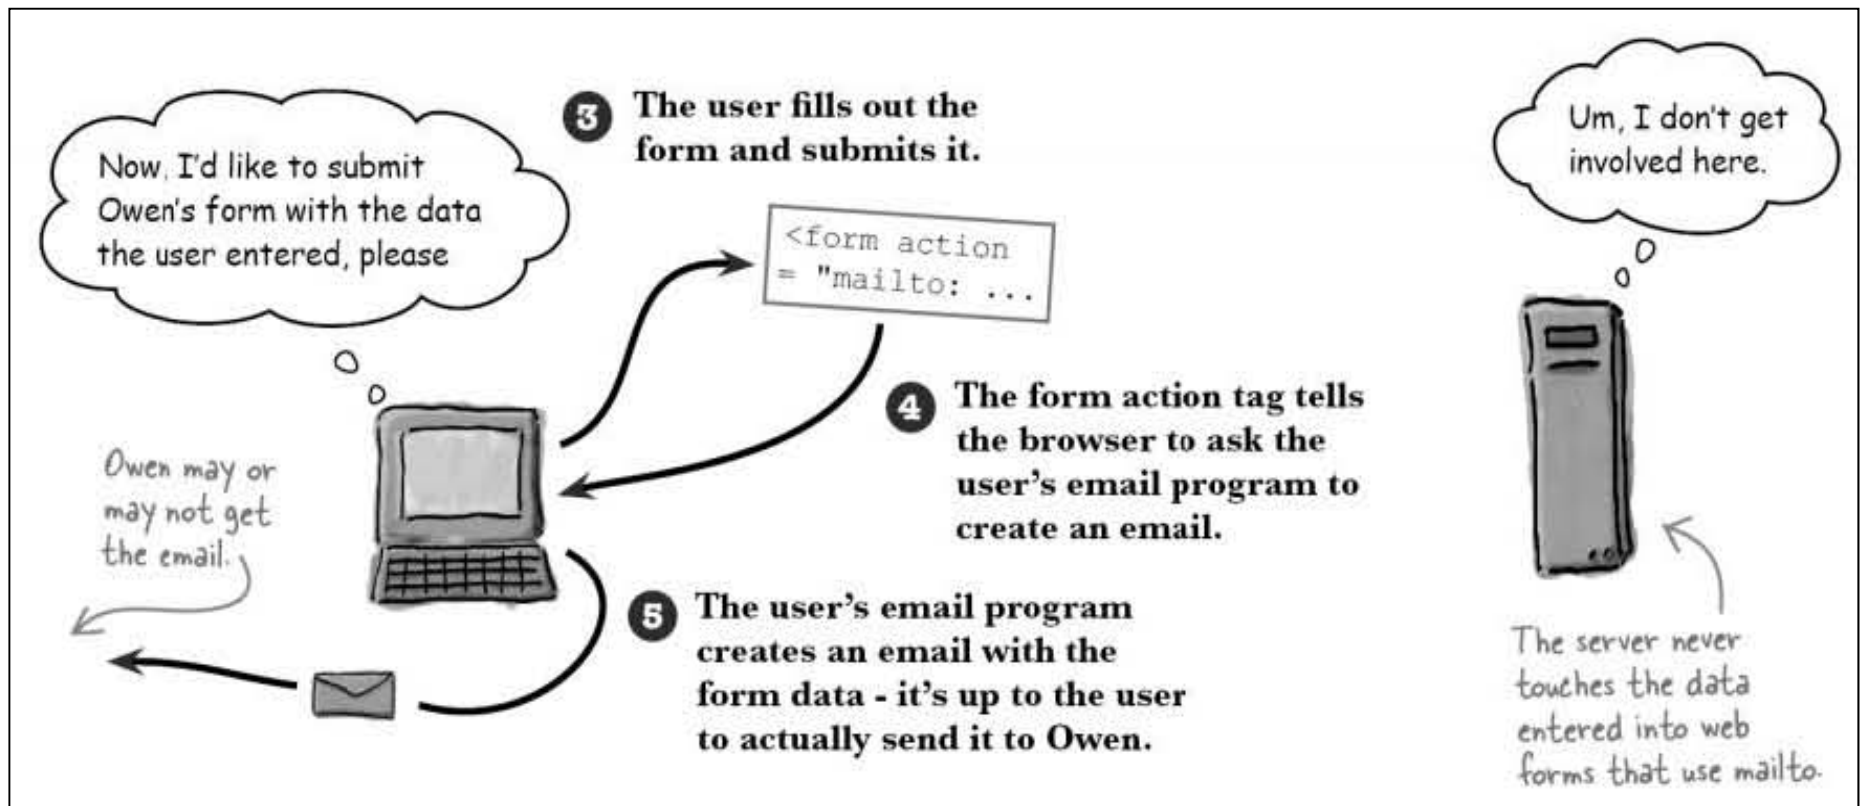 Now, I'd like to submit
Owen's form with the data
the user entered, please
3 The user fills out the
form and submits it.
<form action
= "mailto: ...
Um, I don't get
involved here.
4 The form action tag tells
the browser to ask the
user's email program to
create an email.
Owen may or
may not get
the email.
5 The user's email program
creates an email with the
form data - it's up to the user
to actually send it to Owen.
The server never
touches the data
entered into web
forms that use mailto.